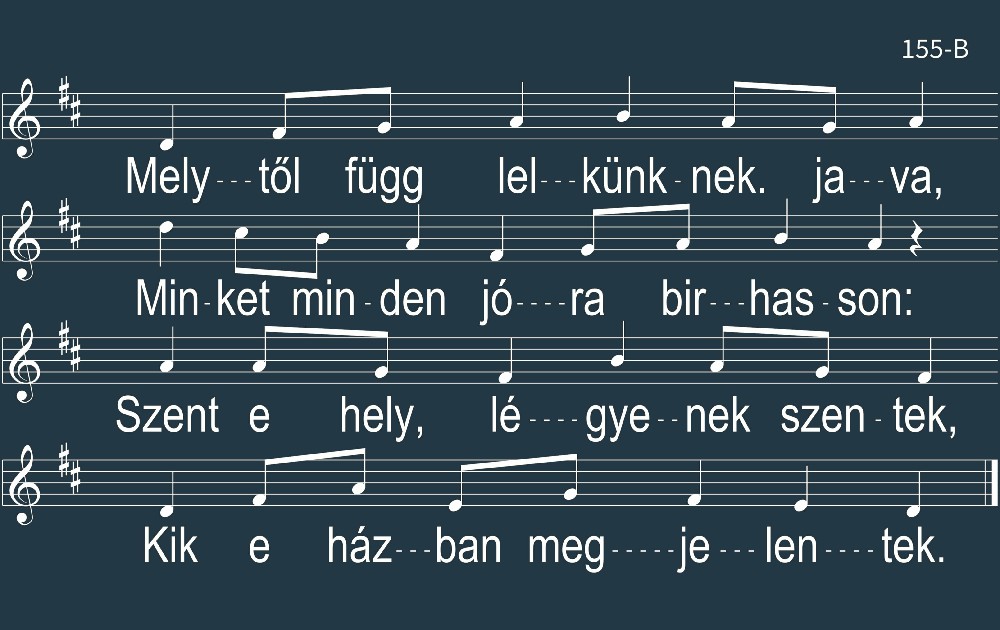 155-B
Mely---től függ lel---künk-nek. ja---va,
Min-ket min-den jó----ra bir---has-son:
Szent e hely, lé----gye--nek szen-tek,
Kik e ház---ban meg-----je---len----tek.